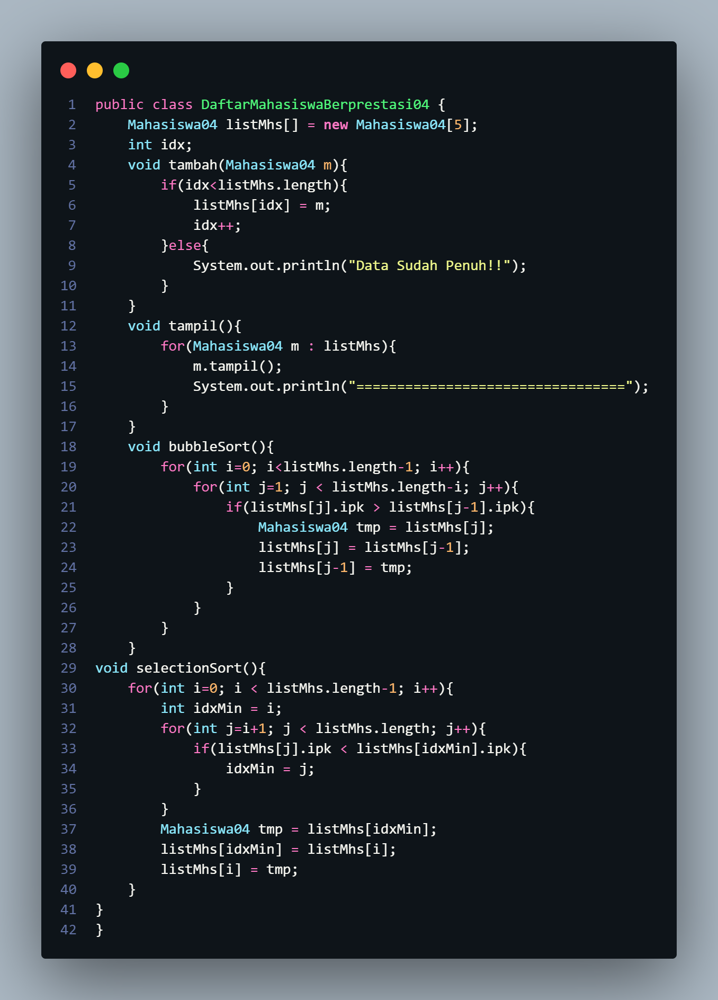 1 public class DaftarMahasiswaBerprestasi04 {
2     Mahasiswa04 listMhs[] = new Mahasiswa04[5];
3     int idx;
4     void tambah(Mahasiswa04 m){
5         if(idx<listMhs.length){
6             listMhs[idx] = m;
7             idx++;
8         }else{
9             System.out.println("Data Sudah Penuh!!");
10         }
11     }
12     void tampil(){
13         for(Mahasiswa04 m : listMhs){
14             m.tampil();
15             System.out.println("=================================");
16         }
17     }
18     void bubbleSort(){
19         for(int i=0; i<listMhs.length-1; i++){
20             for(int j=1; j < listMhs.length-i; j++){
21                 if(listMhs[j].ipk > listMhs[j-1].ipk){
22                     Mahasiswa04 tmp = listMhs[j];
23                     listMhs[j] = listMhs[j-1];
24                     listMhs[j-1] = tmp;
25                 }
26             }
27         }
28     }
29 void selectionSort(){
30     for(int i=0; i < listMhs.length-1; i++){
31         int idxMin = i;
32         for(int j=i+1; j < listMhs.length; j++){
33             if(listMhs[j].ipk < listMhs[idxMin].ipk){
34                 idxMin = j;
35             }
36         }
37         Mahasiswa04 tmp = listMhs[idxMin];
38         listMhs[idxMin] = listMhs[i];
39         listMhs[i] = tmp;
40     }
41 }
42 }